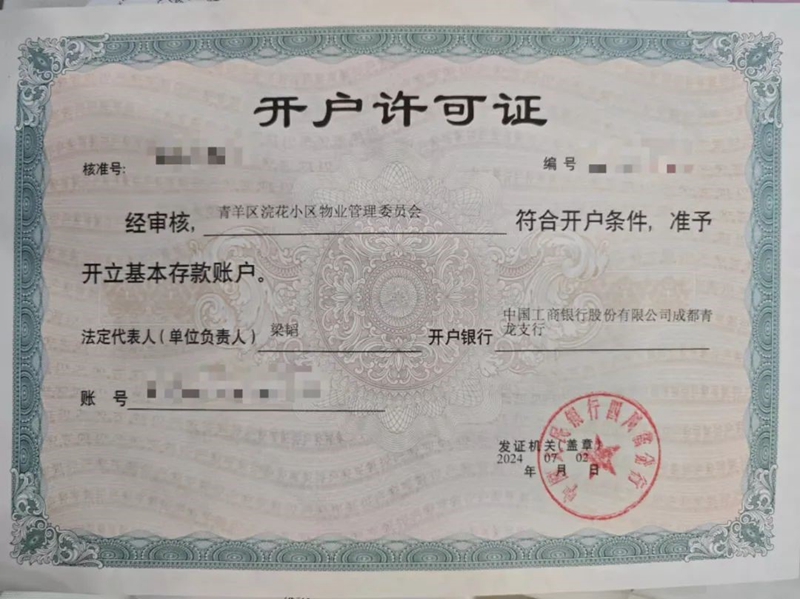 开户许可证
核准号:
编号
经审核, 青羊区浣花小区物业管理委员会 符合开户条件, 准予
开立基本存款账户。
法定代表人(单位负责人) 梁韬 开户银行 中国工商银行股份有限公司成都青
龙支行
账 号
发证机关(盖章)
2024 07 02
年 月 日